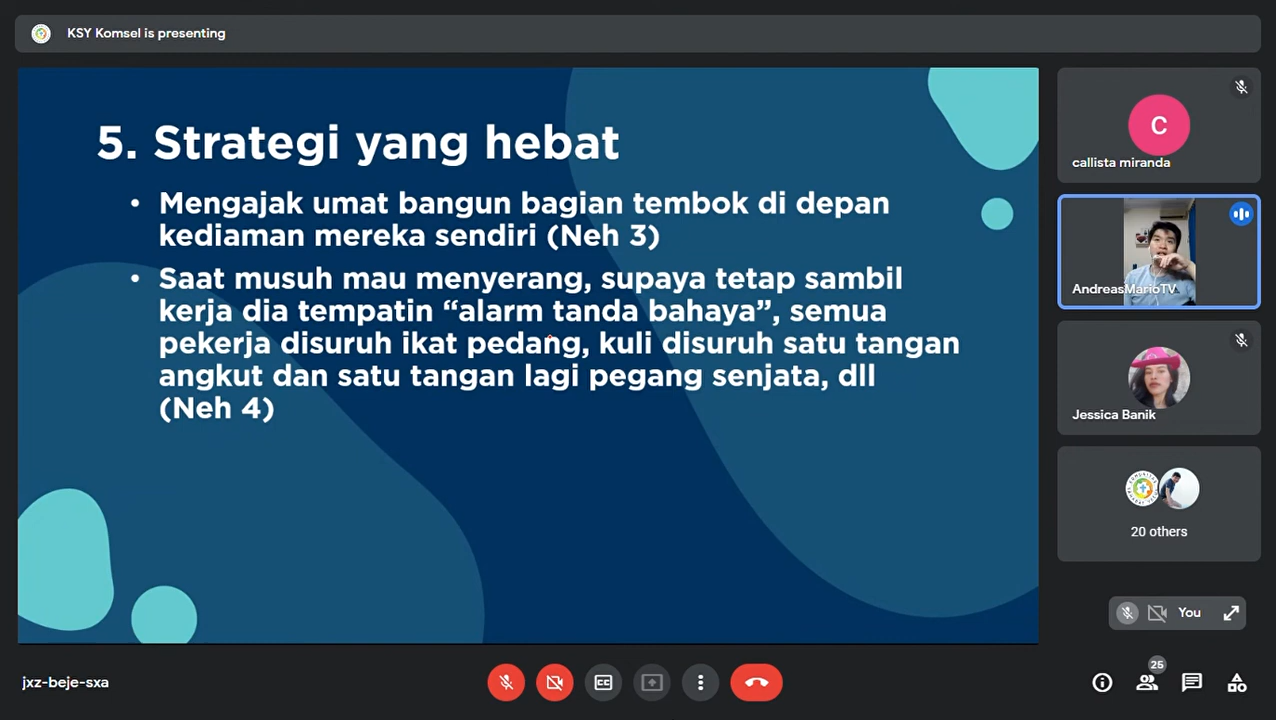 KSY Komsel is presenting
5. Strategi yang hebat
• Mengajak umat bangun bagian tembok di depan
kediaman mereka sendiri (Neh 3)
• Saat musuh mau menyerang, supaya tetap sambil
kerja dia tempatin “alarm tanda bahaya”, semua
pekerja disuruh ikat pedang, kuli disuruh satu tangan
angkut dan satu tangan lagi pegang senjata, dll
(Neh 4)
C
callista miranda
AndreasMarioTV
Jessica Banik
20 others
You
jxz-beje-sxa
CC
25